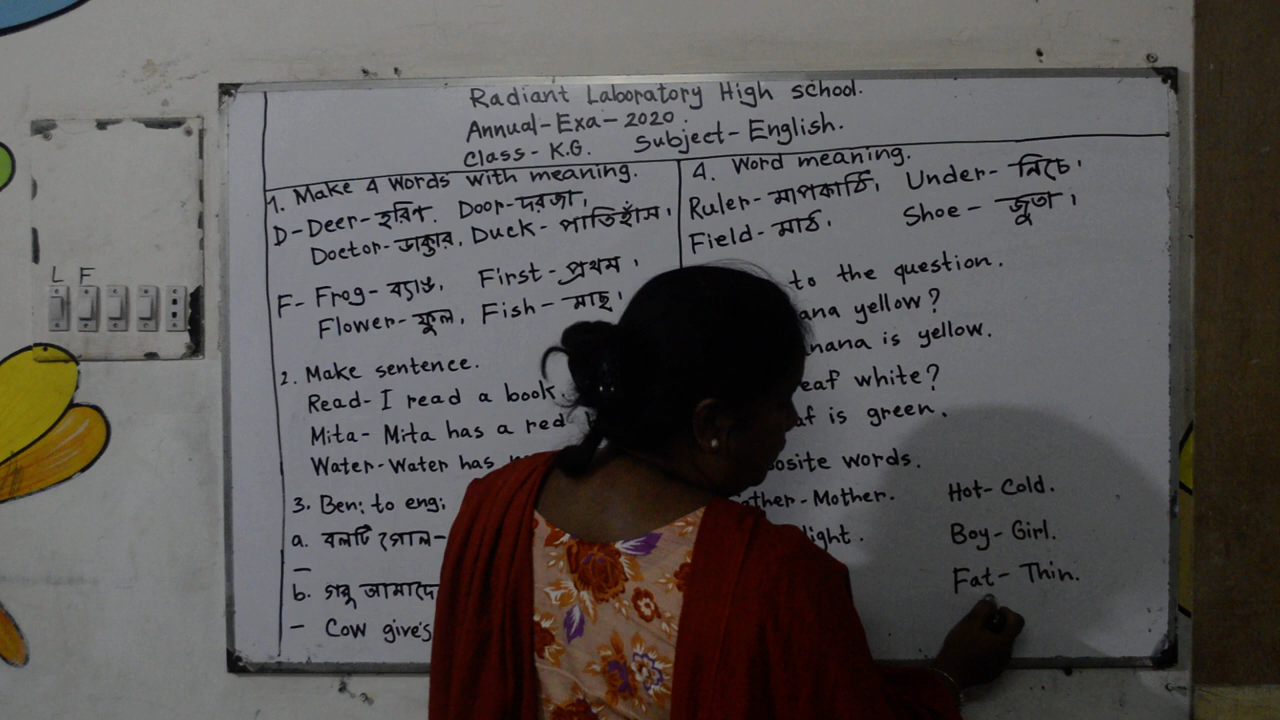 Radiant Laboratory High school.
Annual-Exa-2020.
Class- K.G. Subject- English.
1. Make 4 words with meaning.
D-Deer-হরিণ. Door-দরজা,
Doctor-ডাক্তার, Duck- পাতিহাঁস,
F- Frog- ব্যাঙ, First- প্রথম,
Flower- ফুল, Fish- মাছ,
2. Make sentence.
Read- I read a book.
Mita- Mita has a red
Water-Water has
3. Ben: to eng:
a. বলটি গোল-
-
b. গরু আমাদে
- Cow gives
4. Word meaning.
Ruler- মাপকাঠি, Under- নিচে,
Field- মাঠ, Shoe- জুতা,
to the question.
ana yellow?
nana is yellow.
eaf white?
af is green.
posite words.
ather-Mother. Hot- Cold.
light. Boy- Girl.
Fat- Thin.
L F